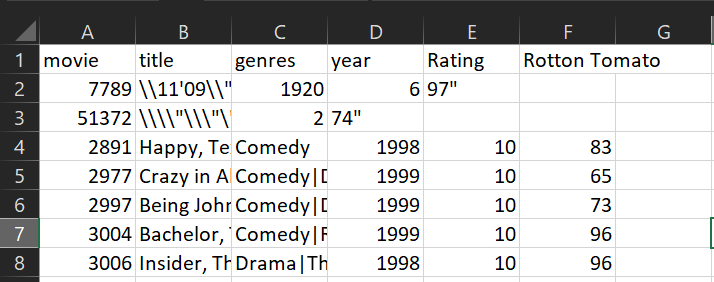 A B C D E F G
1 movie title genres year Rating Rotton Tomato
2 7789 \\11'09\\" 1920 6 97"
3 51372 \\\\"\\\"\ 2 74"
4 2891 Happy, Te Comedy 1998 10 83
5 2977 Crazy in Al Comedy|D 1999 10 65
6 2997 Being John Comedy|D 1999 10 73
7 3004 Bachelor, T Comedy|R 1999 10 96
8 3006 Insider, Th Drama|Th 1998 10 96